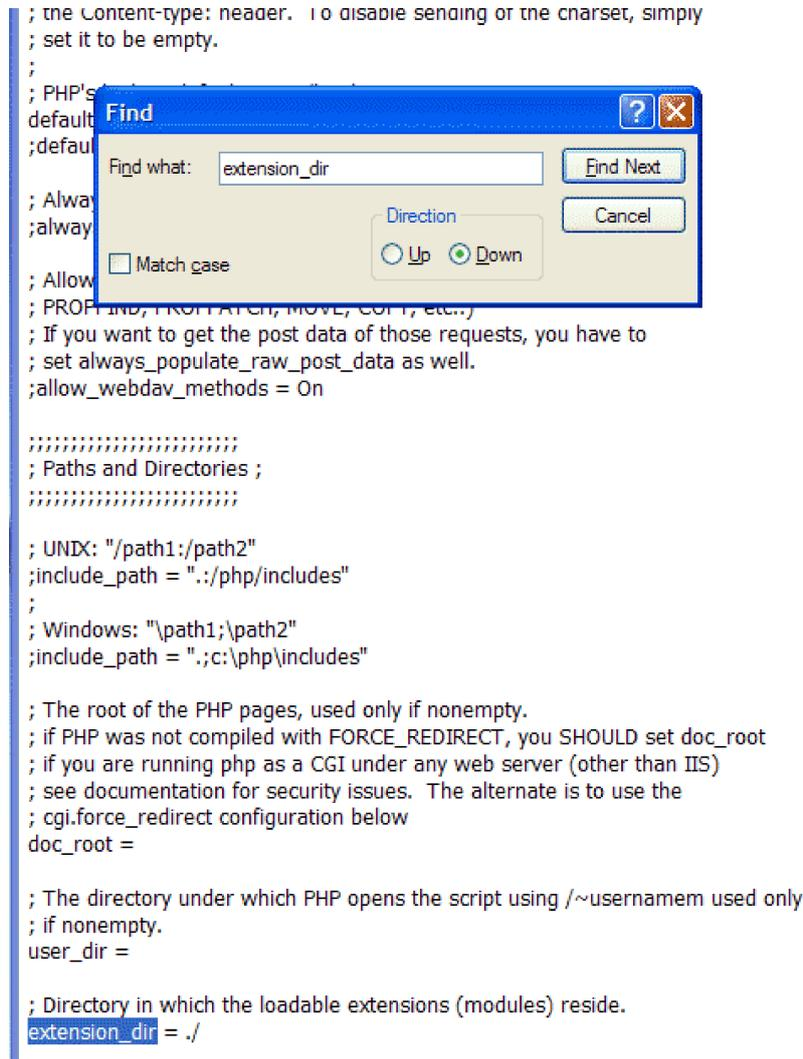 ; the Content-type: header.  To disable sending of the charset, simply
; set it to be empty.
;
; PHP's
default
;defaul
Find
Find what: extension_dir
Find Next
Direction
Cancel
Up Down
Match case
; Alway
;alway
; Allow
; PROPFIND, PROPPATCH, MOVE, COPY, etc..)
; If you want to get the post data of those requests, you have to
; set always_populate_raw_post_data as well.
;allow_webdav_methods = On
;;;;;;;;;;;;;;;;;;;;;;;;;
; Paths and Directories ;
;;;;;;;;;;;;;;;;;;;;;;;;;
; UNIX: "/path1:/path2"
;include_path = ".:/php/includes"
;
; Windows: "\path1;\path2"
;include_path = ".;c:\php\includes"
; The root of the PHP pages, used only if nonempty.
; if PHP was not compiled with FORCE_REDIRECT, you SHOULD set doc_root
; if you are running php as a CGI under any web server (other than IIS)
; see documentation for security issues.  The alternate is to use the
; cgi.force_redirect configuration below
doc_root =
; The directory under which PHP opens the script using /~usernamem used only
; if nonempty.
user_dir =
; Directory in which the loadable extensions (modules) reside.
extension_dir = ./